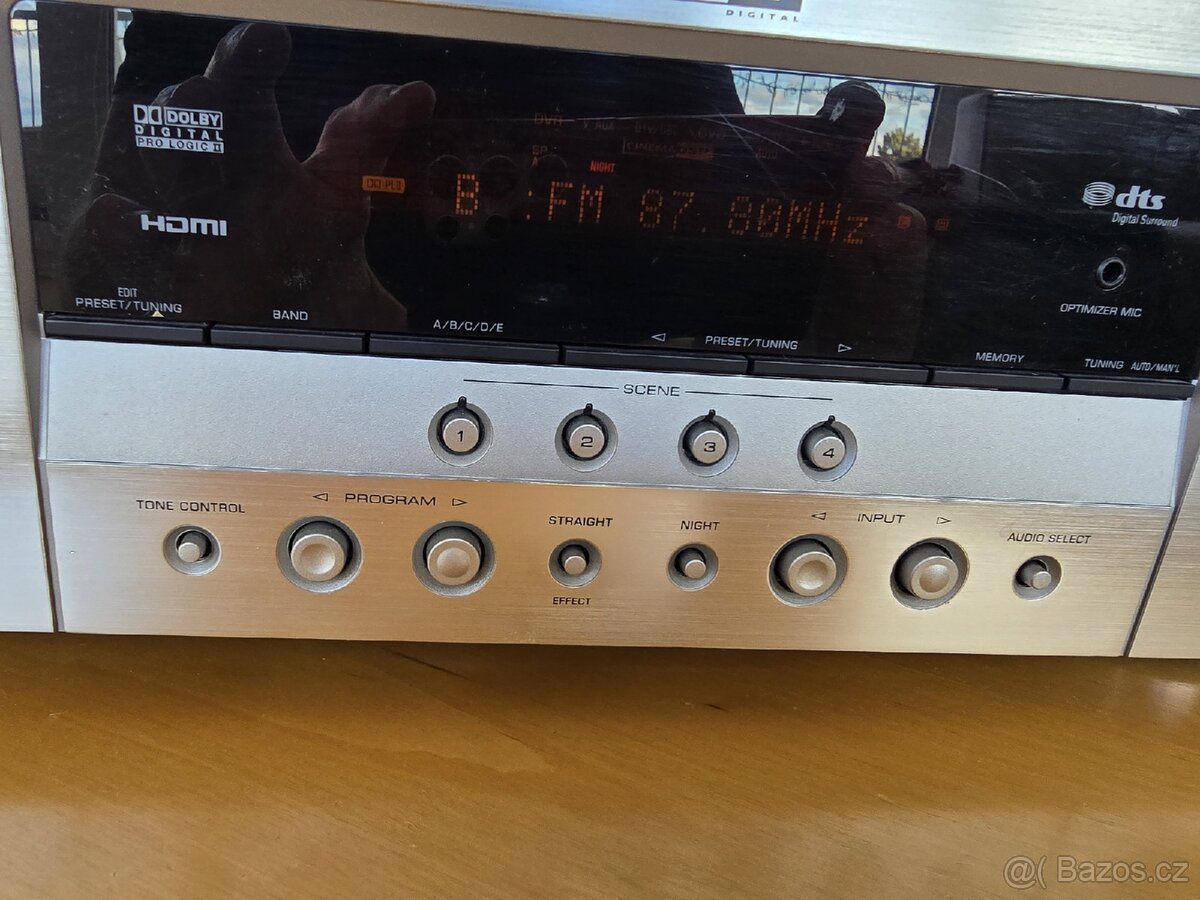 DIGITAL
DOLBY
DIGITAL
PRO LOGIC II
HDMI
SP
A
NIGHT
B :FM 87.80MHz
dts
Digital Surround
OPTIMIZER MIC
EDIT
PRESET/TUNING
BAND
A/B/C/D/E
PRESET/TUNING
MEMORY
TUNING AUTO/MAN'L
SCENE
1 2 3 4
TONE CONTROL
PROGRAM
STRAIGHT
EFFECT
NIGHT
INPUT
AUDIO SELECT
@( Bazos.cz